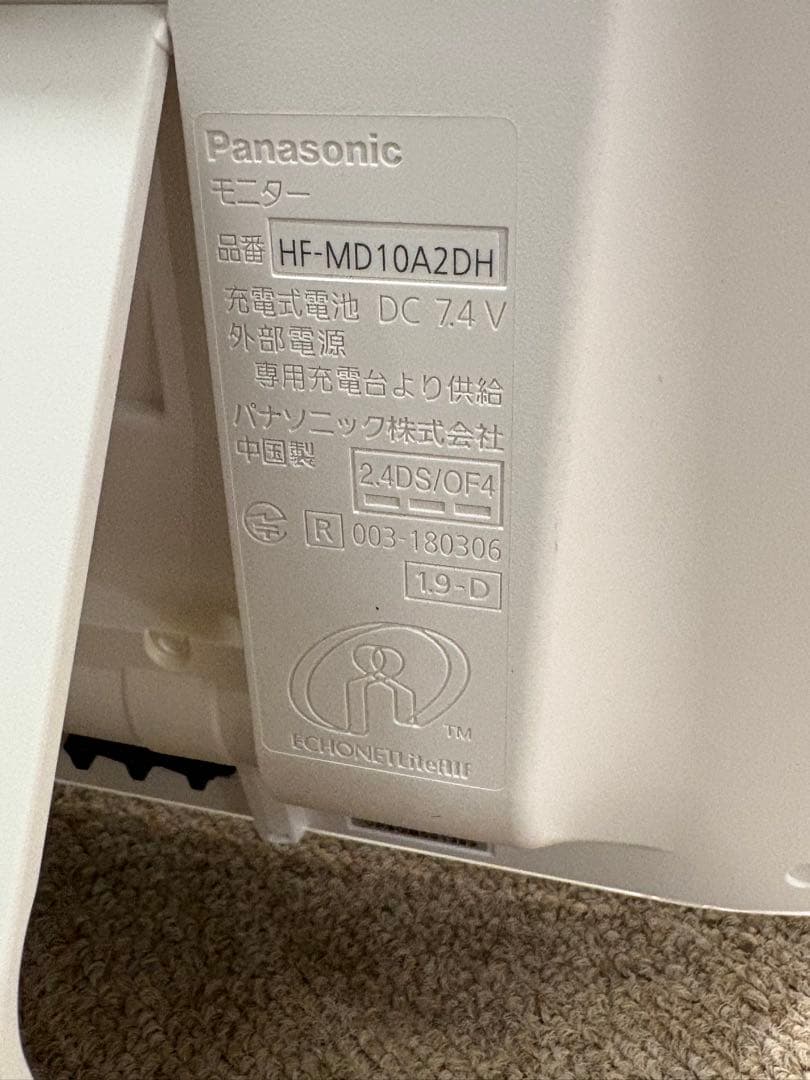 Panasonic
モニター
品番 HF-MD10A2DH
充電式電池 DC 7.4 V
外部電源
専用充電台より供給
パナソニック株式会社
中国製
2.4DS/OF4
R 003-180306
1.9-D
TM
ECHONETLiteAIF